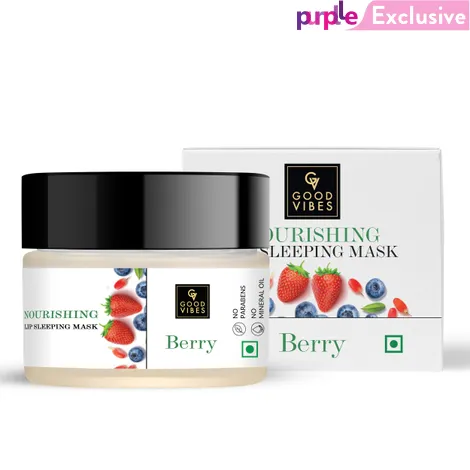 purplle Exclusive
GOOD
VIBES
OURISHING
SLEEPING MASK
Berry
NOURISHING
LIP SLEEPING MASK
GOOD
VIBES
Berry
NO
PARABENS
NO
MINERAL OIL